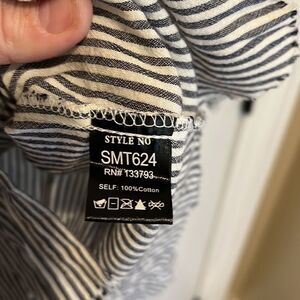 STYLE NO
SMT624
RN# 133793
SELF: 100%Cotton